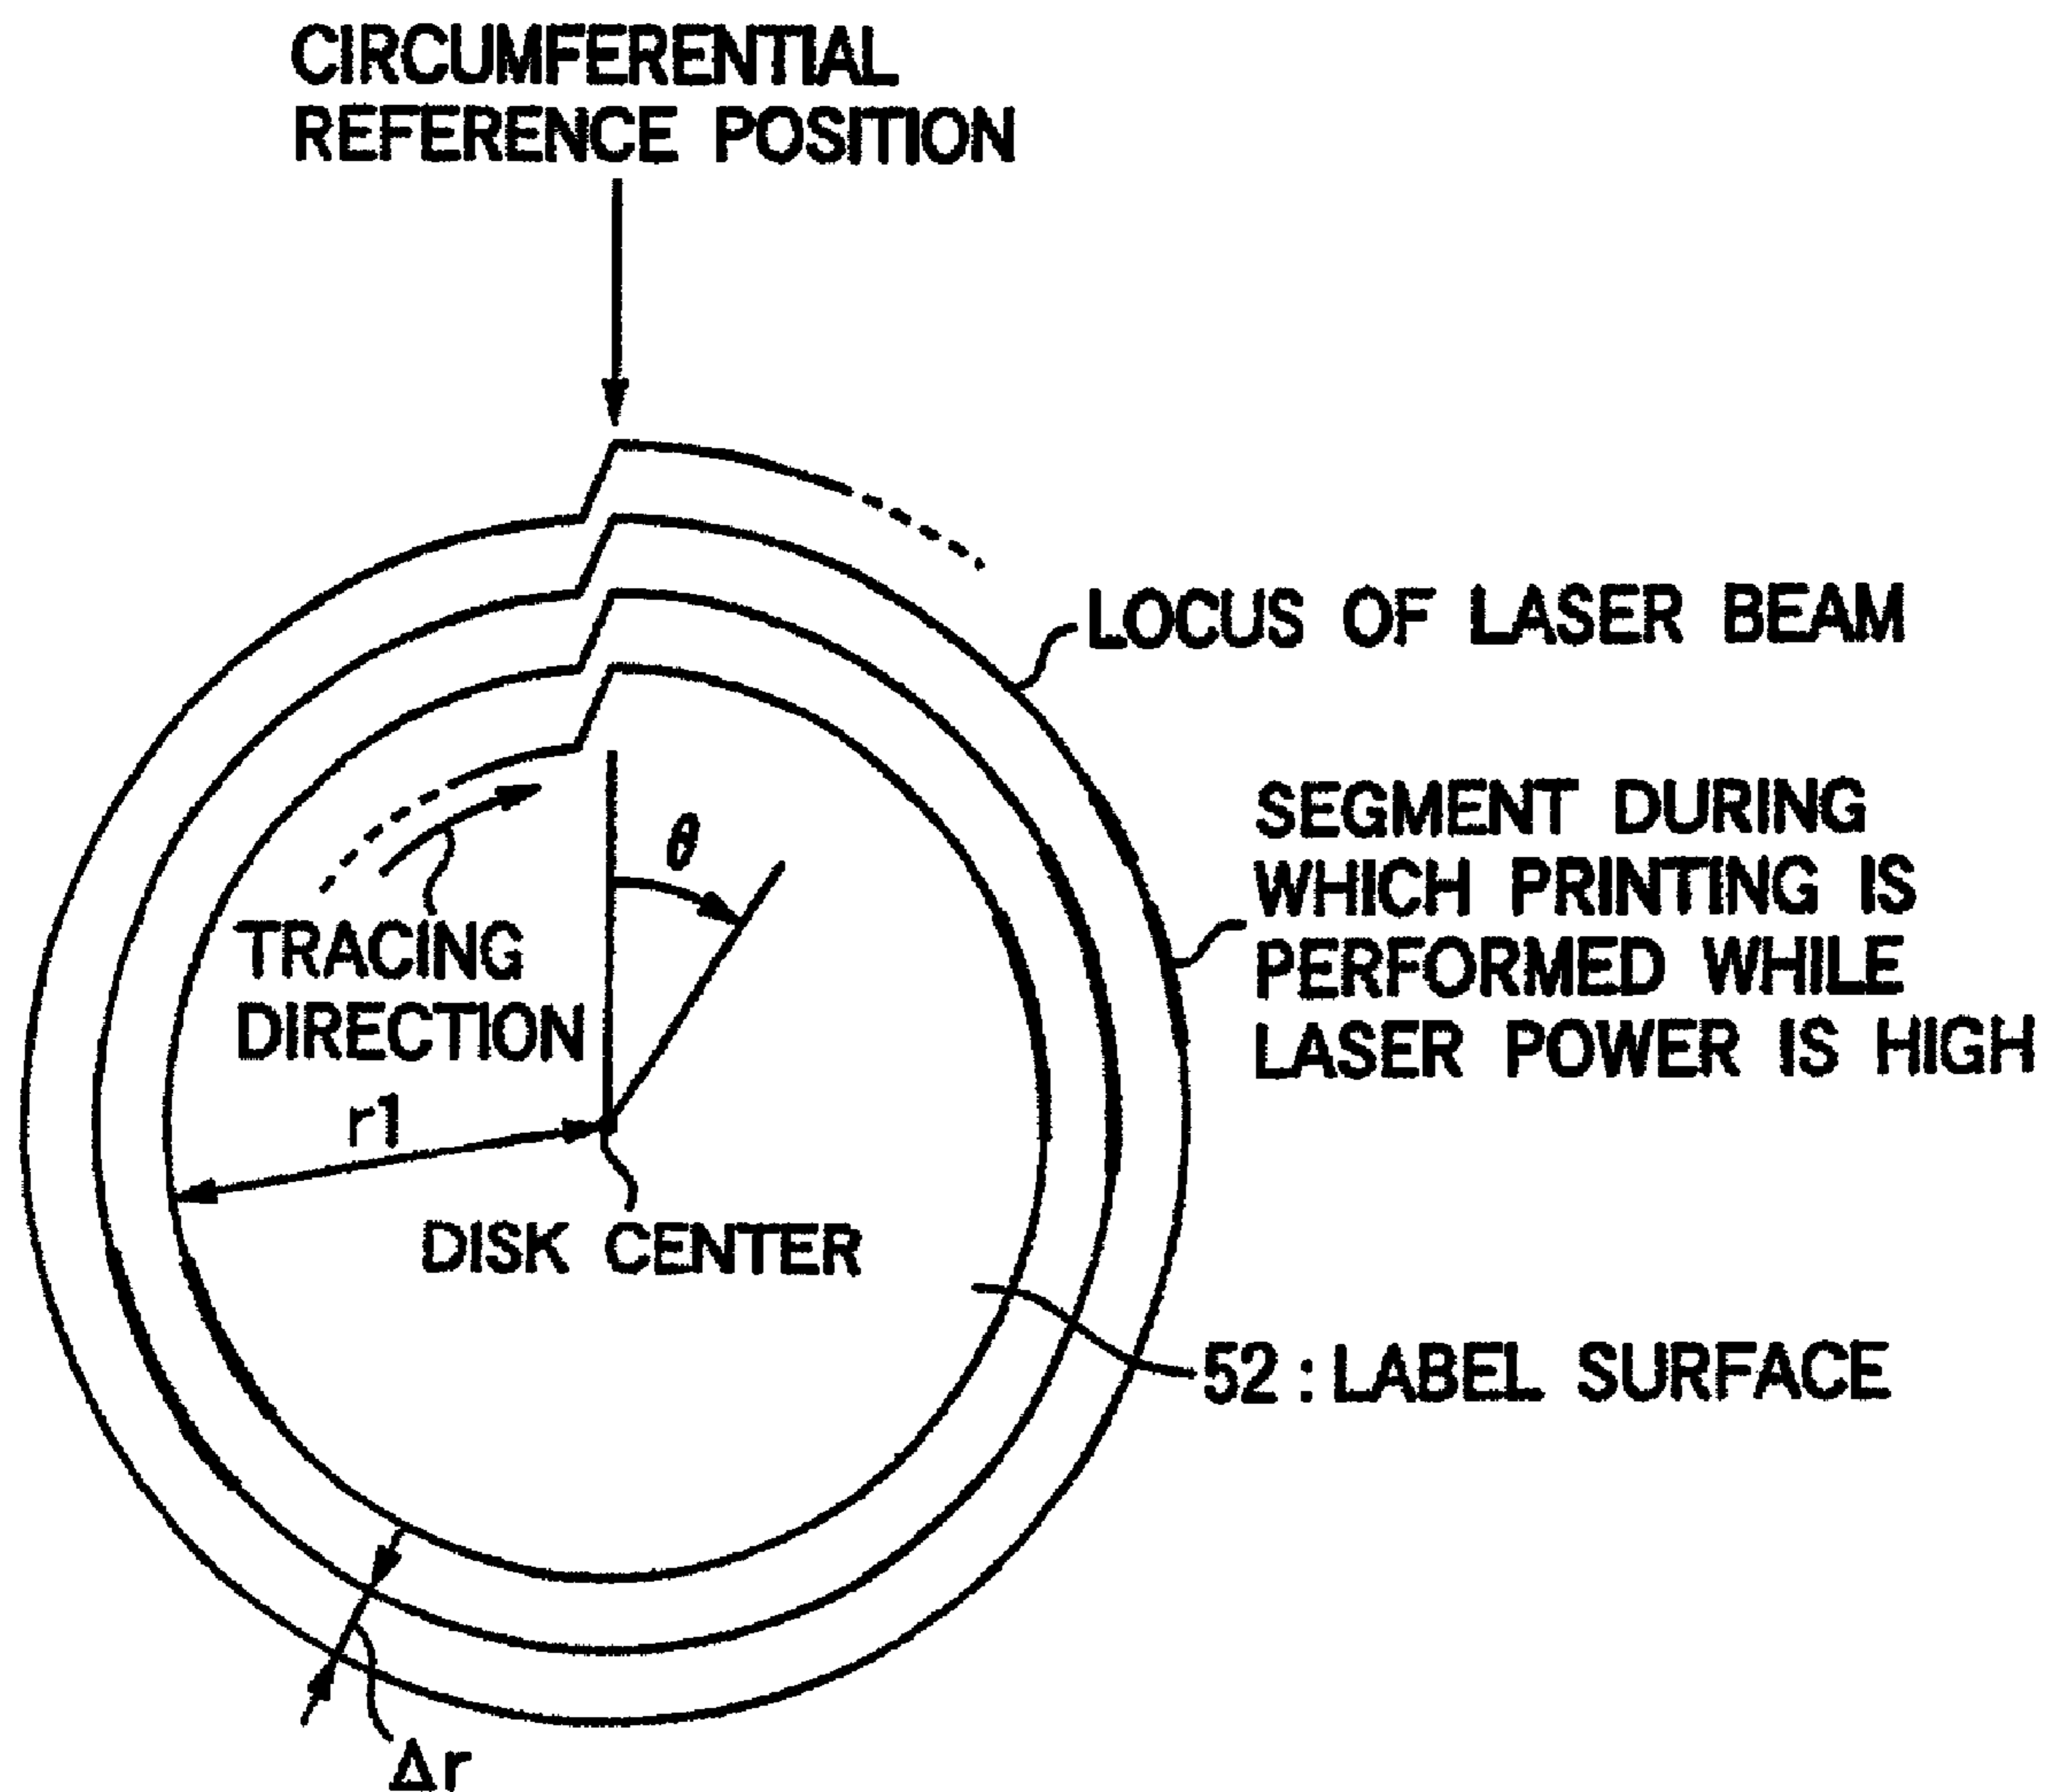 CIRCUMFERENTIAL
REFERENCE POSITION
LOCUS OF LASER BEAM
SEGMENT DURING
WHICH PRINTING IS
PERFORMED WHILE
LASER POWER IS HIGH
θ
TRACING
DIRECTION
r1
DISK CENTER
52:LABEL SURFACE
Δr